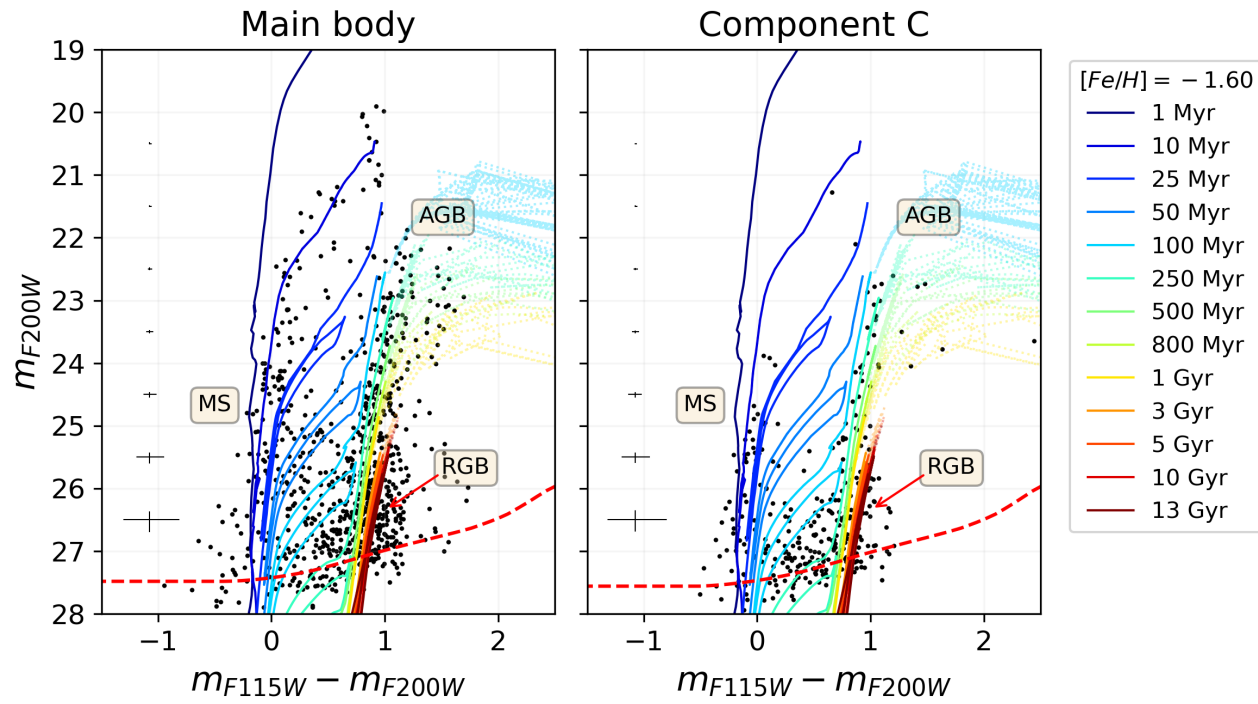 Main body
Component C
19
20
21
22
23
24
25
26
27
28
m_F200W
AGB
MS
RGB
AGB
MS
RGB
−1
0
1
2
−1
0
1
2
m_F115W − m_F200W
m_F115W − m_F200W
[Fe/H] = −1.60
1 Myr
10 Myr
25 Myr
50 Myr
100 Myr
250 Myr
500 Myr
800 Myr
1 Gyr
3 Gyr
5 Gyr
10 Gyr
13 Gyr